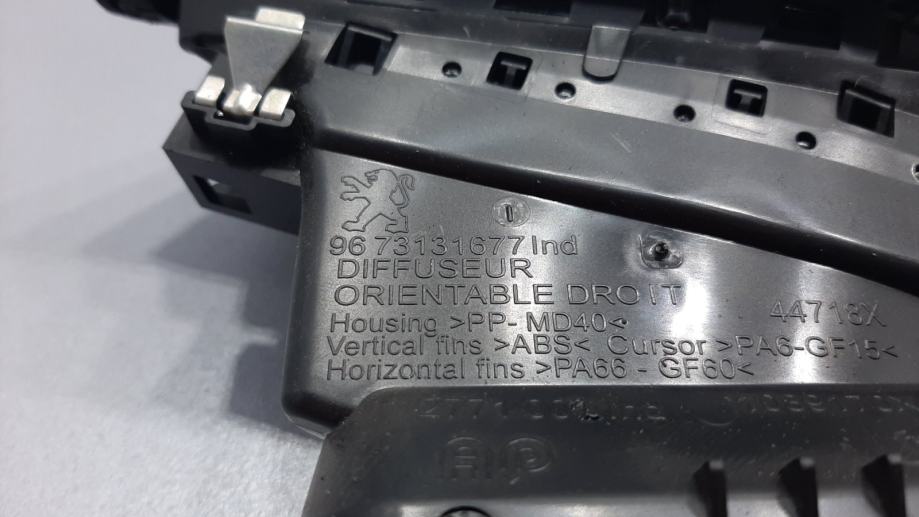 96 73131677 Ind
DIFFUSEUR
ORIENTABLE DROIT
44718X
Housing >PP- MD40<
Vertical fins >ABS< Cursor >PA6-GF15<
Horizontal fins >PA66 - GF60<
AP